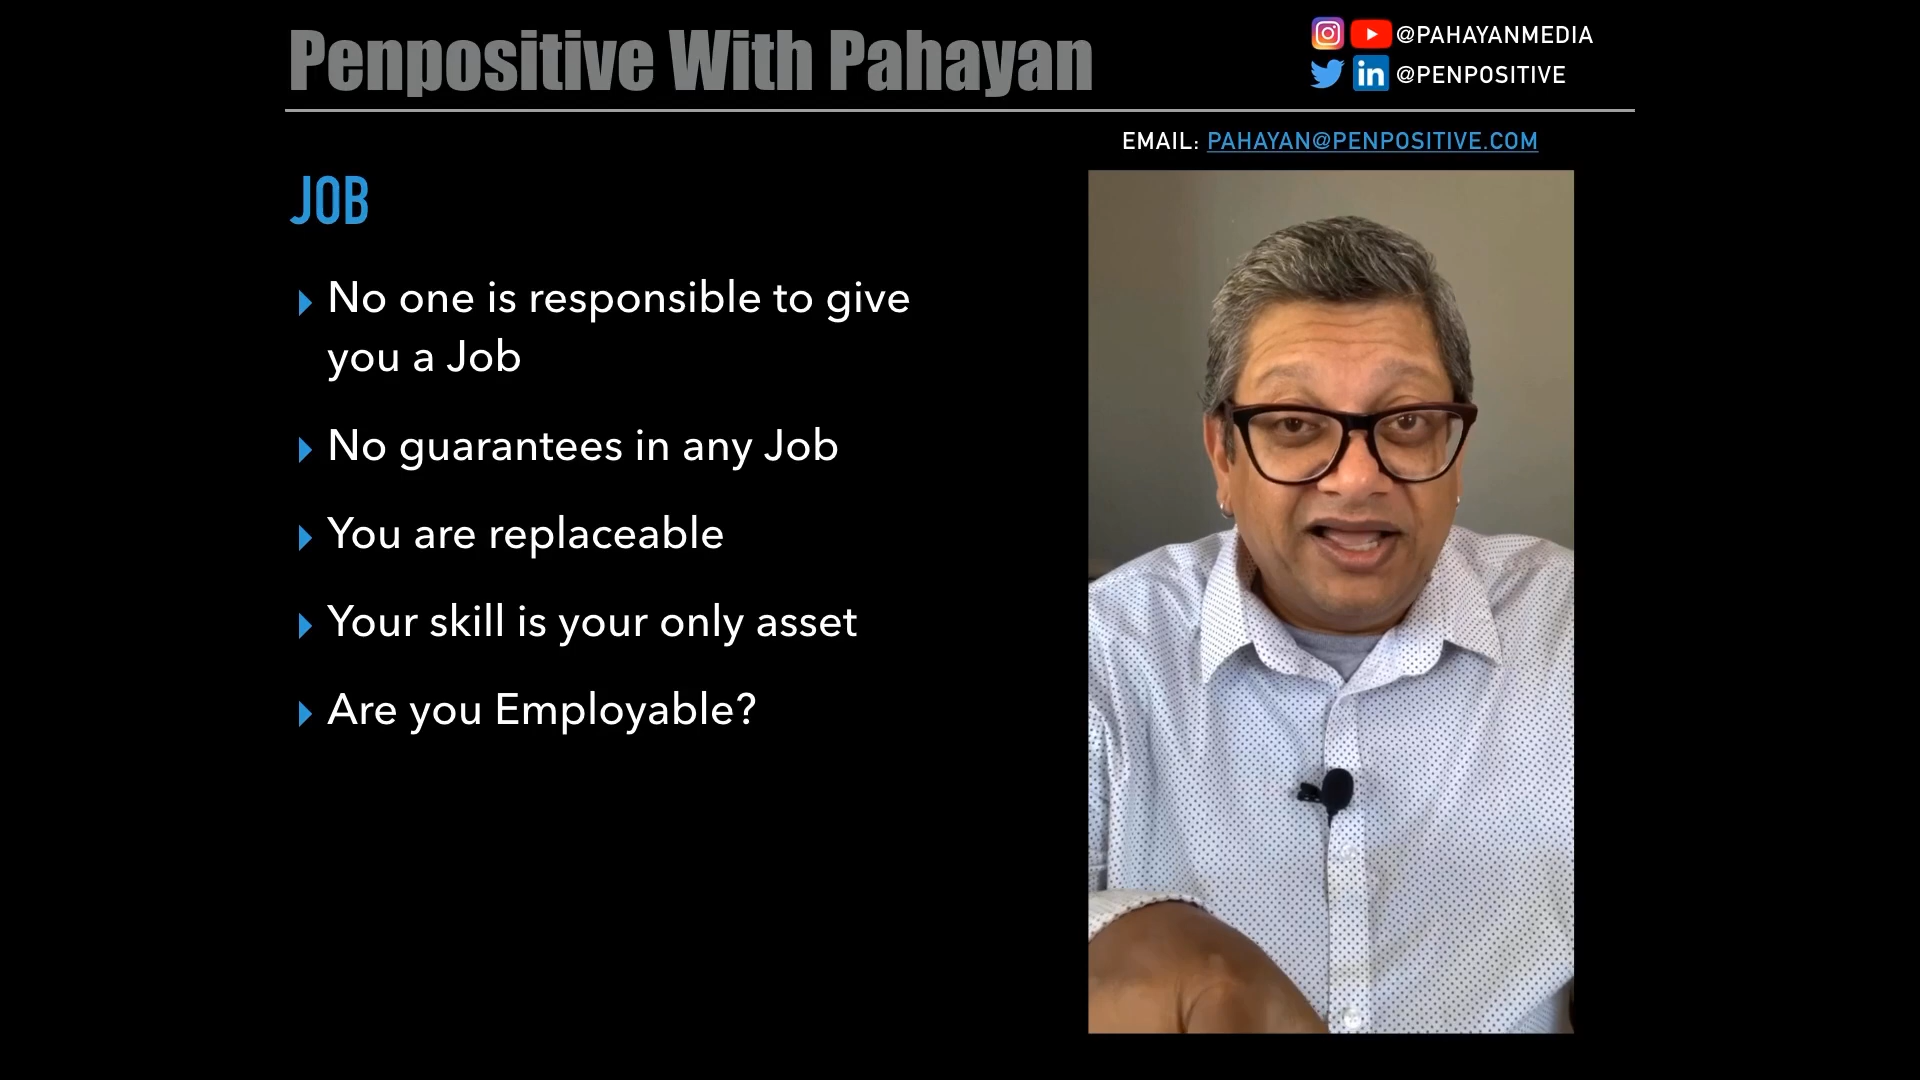 Penpositive With Pahayan
@PAHAYANMEDIA
@PENPOSITIVE
EMAIL: PAHAYAN@PENPOSITIVE.COM
JOB
No one is responsible to give
you a Job
No guarantees in any Job
You are replaceable
Your skill is your only asset
Are you Employable?